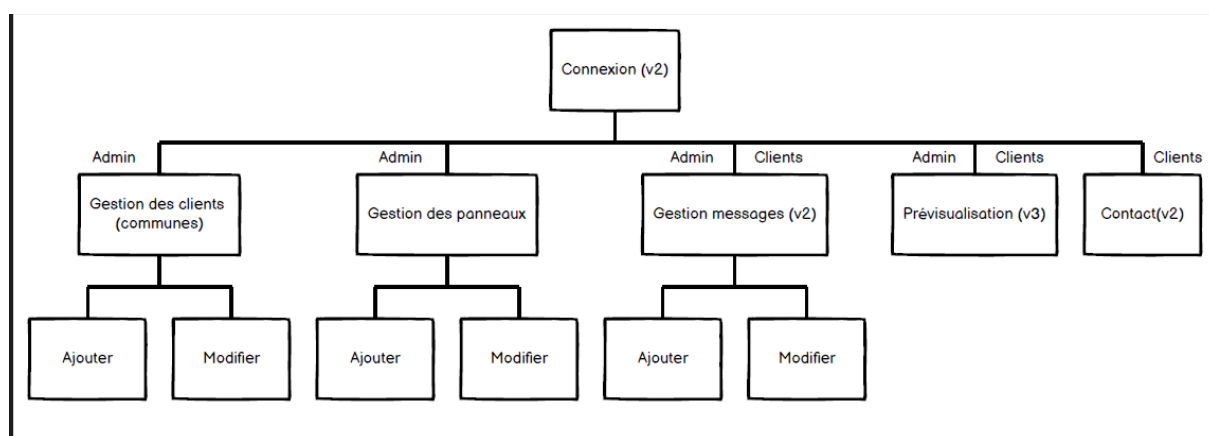 Connexion (v2)
Admin
Admin
Admin
Clients
Admin
Clients
Clients
Gestion des clients
(communes)
Gestion des panneaux
Gestion messages (v2)
Prévisualisation (v3)
Contact(v2)
Ajouter
Modifier
Ajouter
Modifier
Ajouter
Modifier